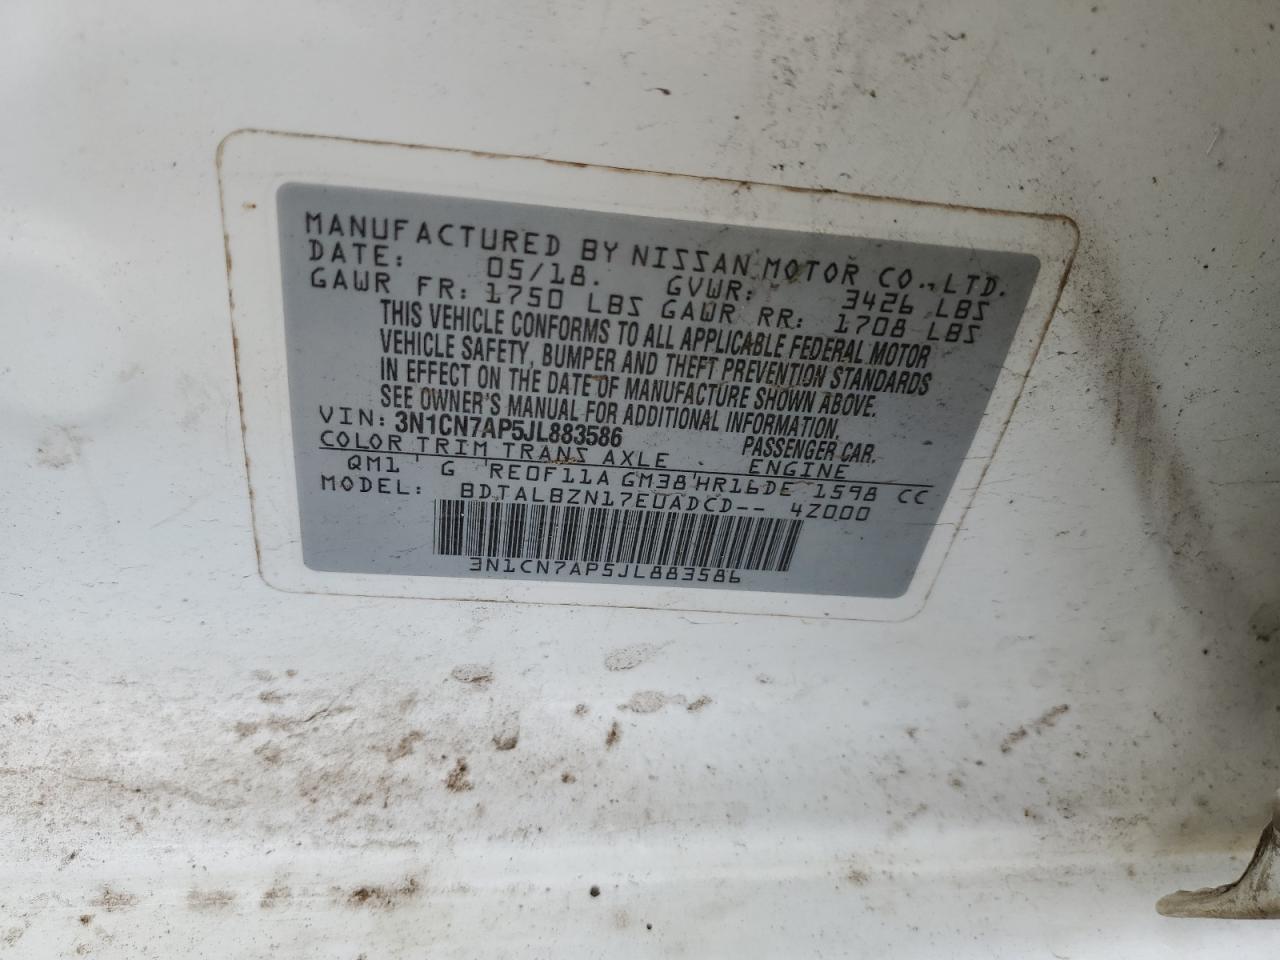 MANUFACTURED BY NISSAN MOTOR CO., LTD.
DATE: 05/18. GVWR: 3426 LBS
GAWR FR: 1750 LBS GAWR RR: 1708 LBS
THIS VEHICLE CONFORMS TO ALL APPLICABLE FEDERAL MOTOR
VEHICLE SAFETY, BUMPER AND THEFT PREVENTION STANDARDS
IN EFFECT ON THE DATE OF MANUFACTURE SHOWN ABOVE.
SEE OWNER'S MANUAL FOR ADDITIONAL INFORMATION.
VIN: 3N1CN7AP5JL883586 PASSENGER CAR.
COLOR TRIM TRANS AXLE ENGINE
QM1 G RE0F11A GM38 HR16DE 1598 CC
MODEL: BDTALBZN17EUADCD-- 4Z000
3N1CN7AP5JL883586